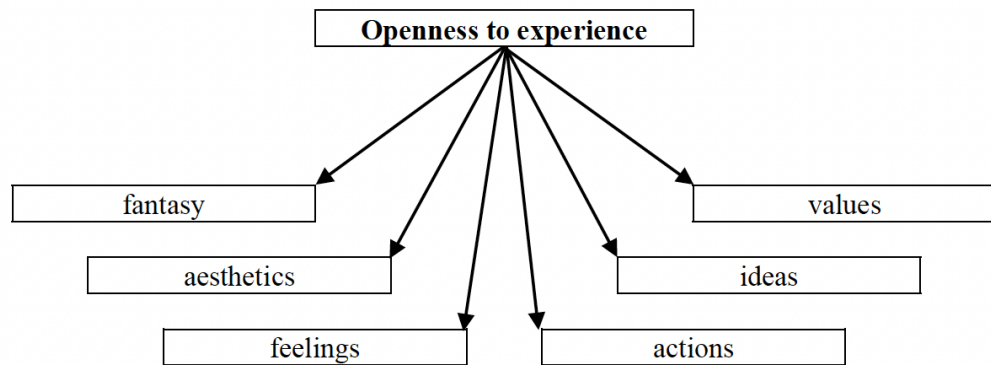 Openness to experience
fantasy
values
aesthetics
ideas
feelings
actions